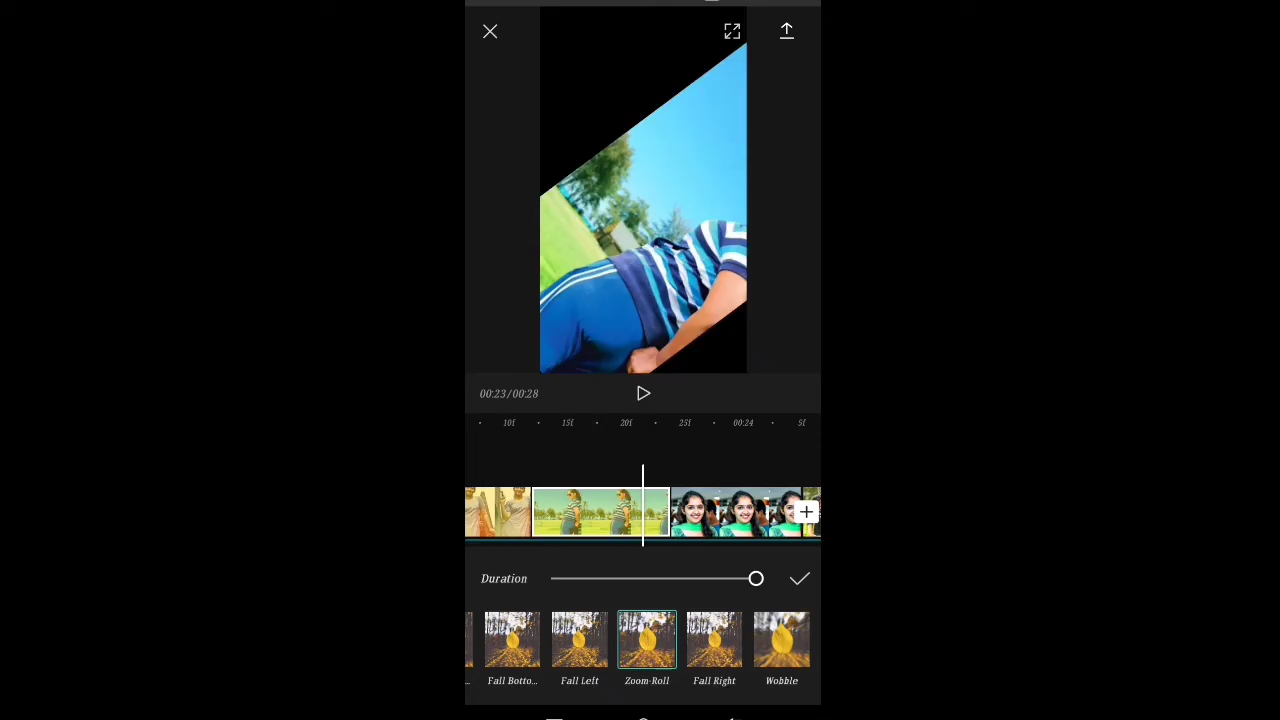 00:23/00:28
10f 15f 20f 25f 00:24 5f
Duration
... Fall Botto... Fall Left Zoom-Roll Fall Right Wobble